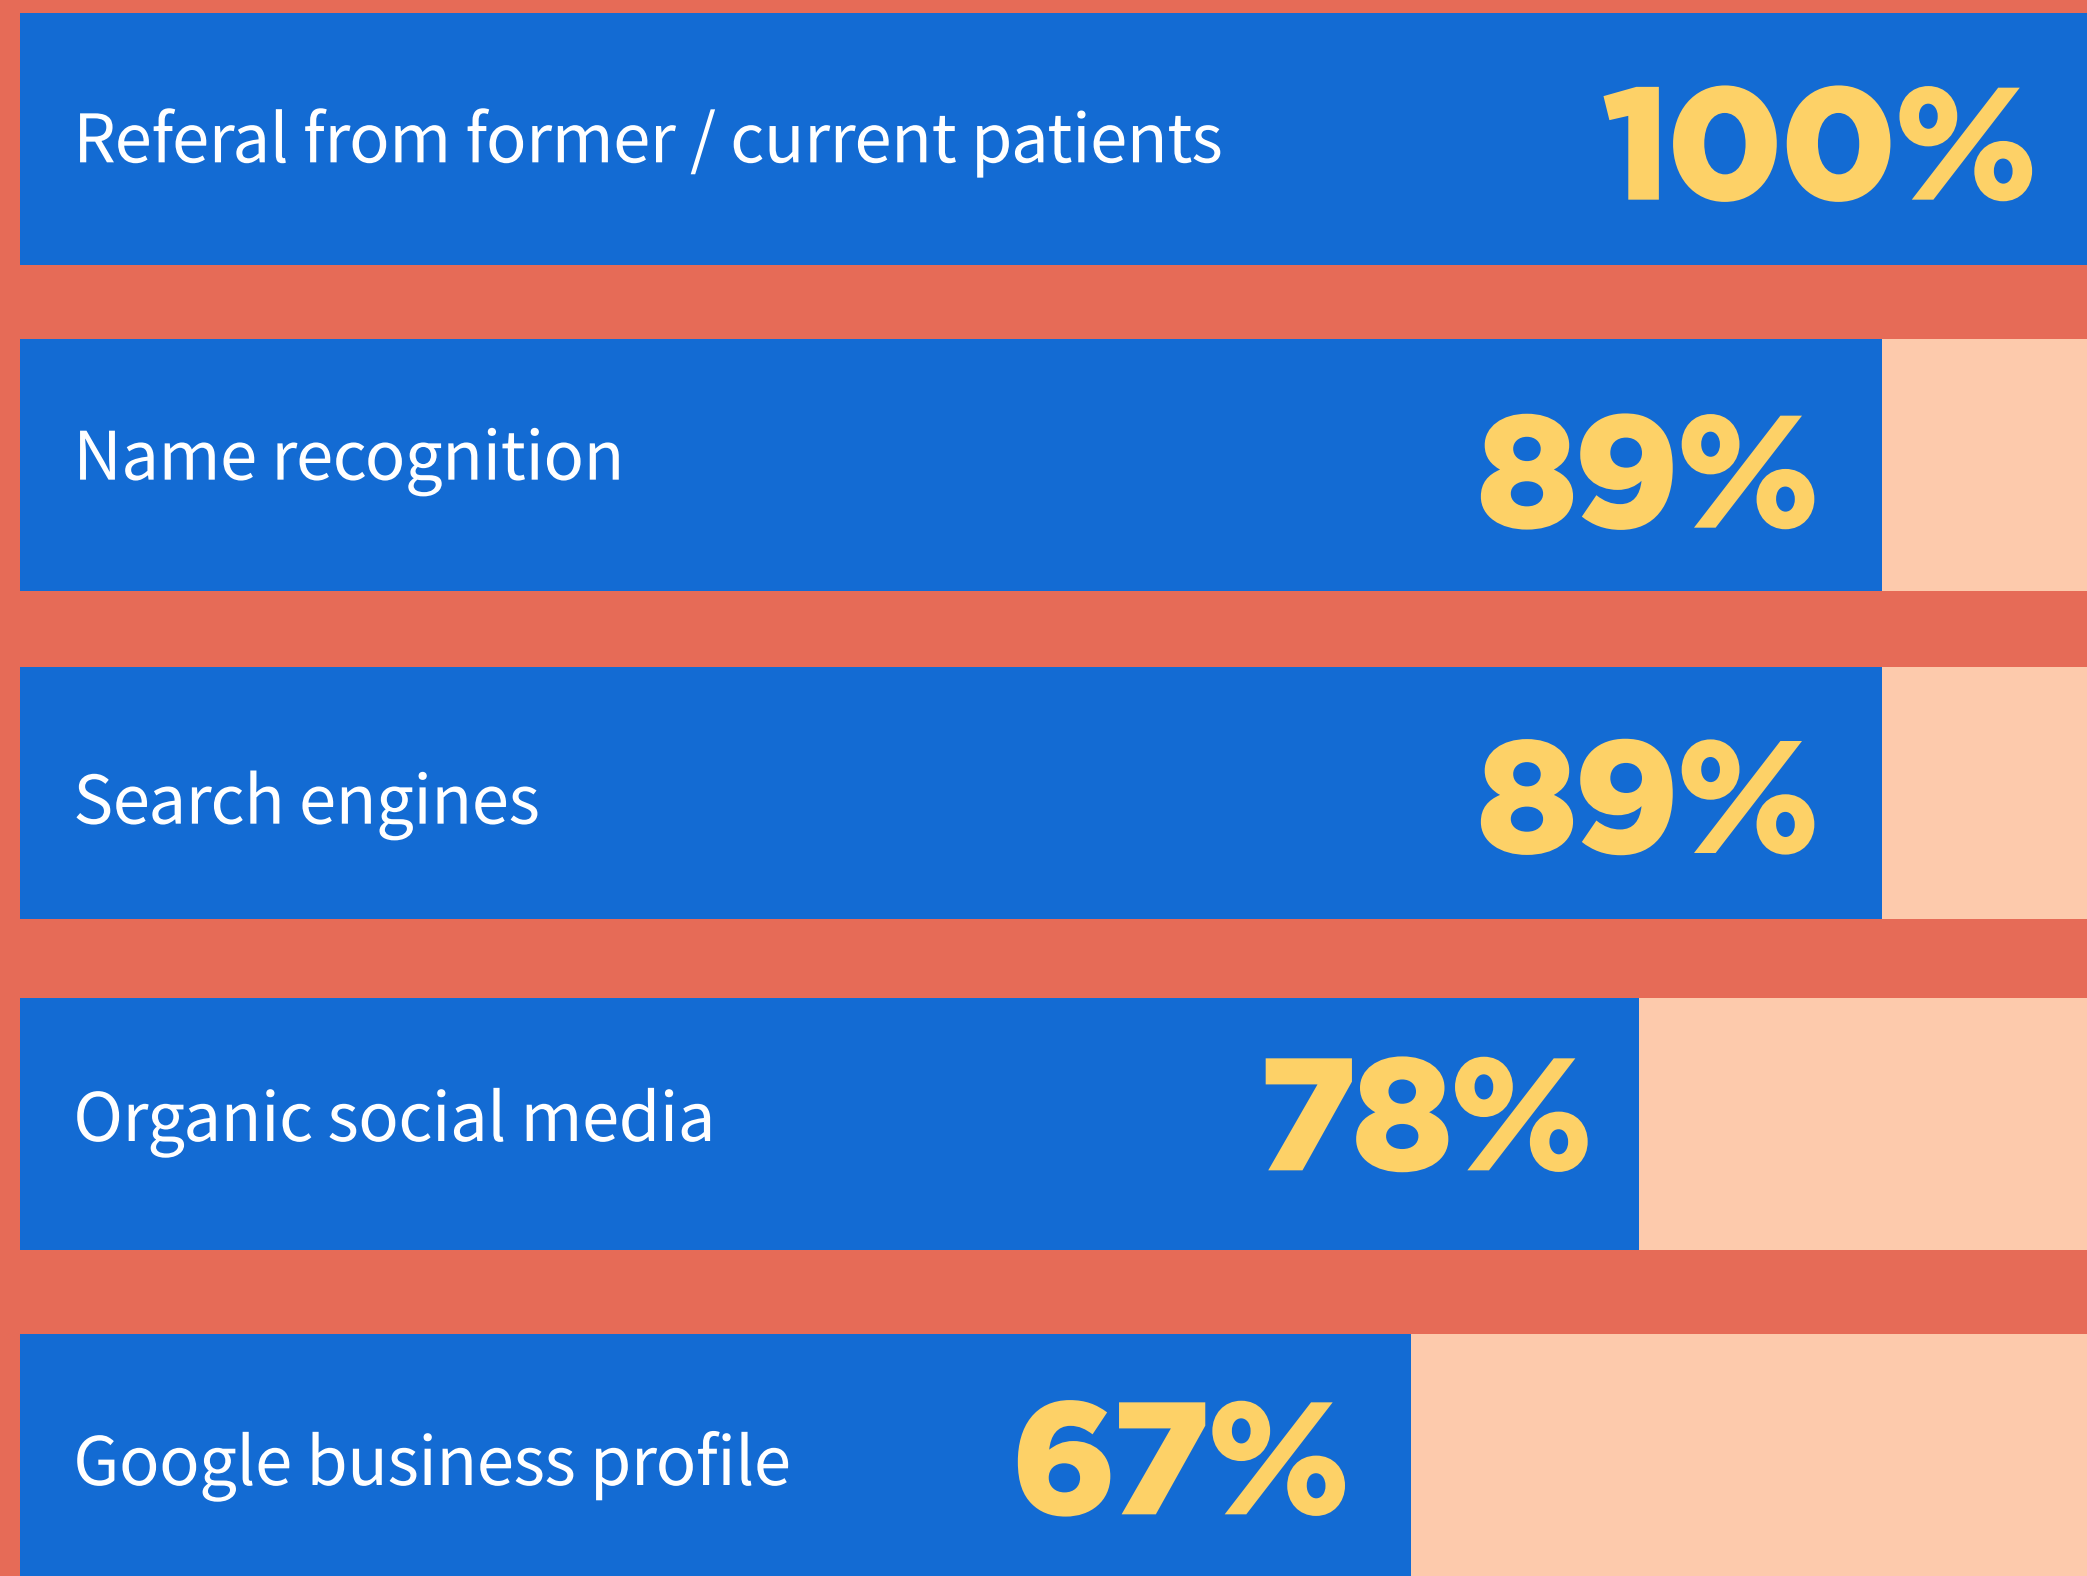 Referal from former / current patients 100%
Name recognition 89%
Search engines 89%
Organic social media 78%
Google business profile 67%